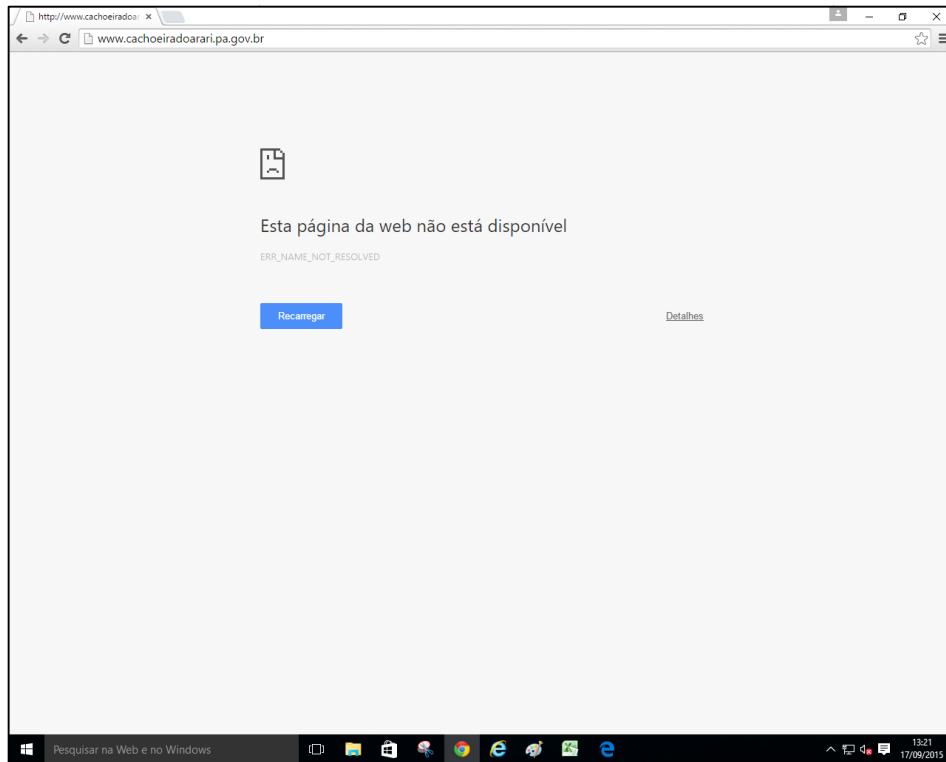 http://www.cachoeiradoar
www.cachoeiradoarari.pa.gov.br
Esta página da web não está disponível
ERR_NAME_NOT_RESOLVED
Recarregar
Detalhes
Pesquisar na Web e no Windows
13:21
17/09/2015